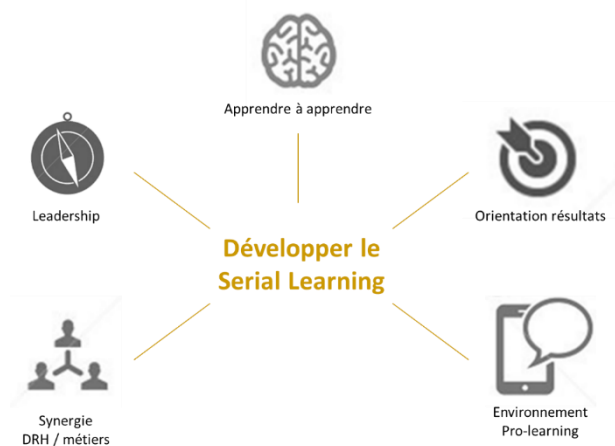 Apprendre à apprendre
Leadership
Orientation résultats
Développer le
Serial Learning
Synergie
DRH / métiers
Environnement
Pro-learning